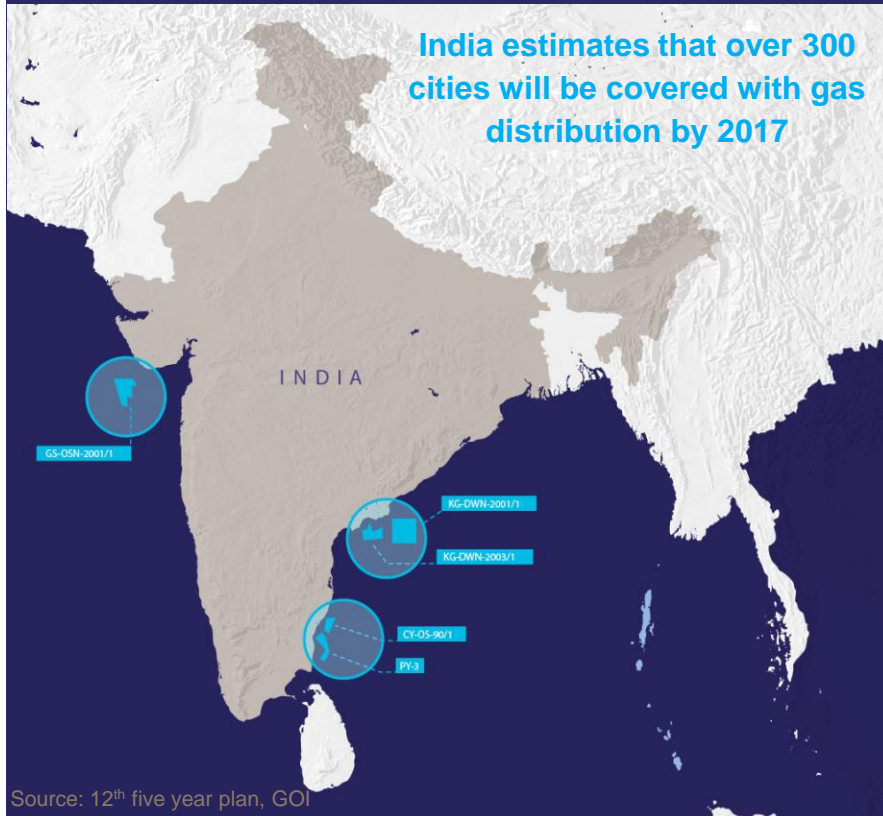 India estimates that over 300
cities will be covered with gas
distribution by 2017
INDIA
GS-OSN-2001/1
KG-DWN-2001/1
KG-DWN-2003/1
CY-OS-90/1
PY-3
Source: 12th five year plan, GOI